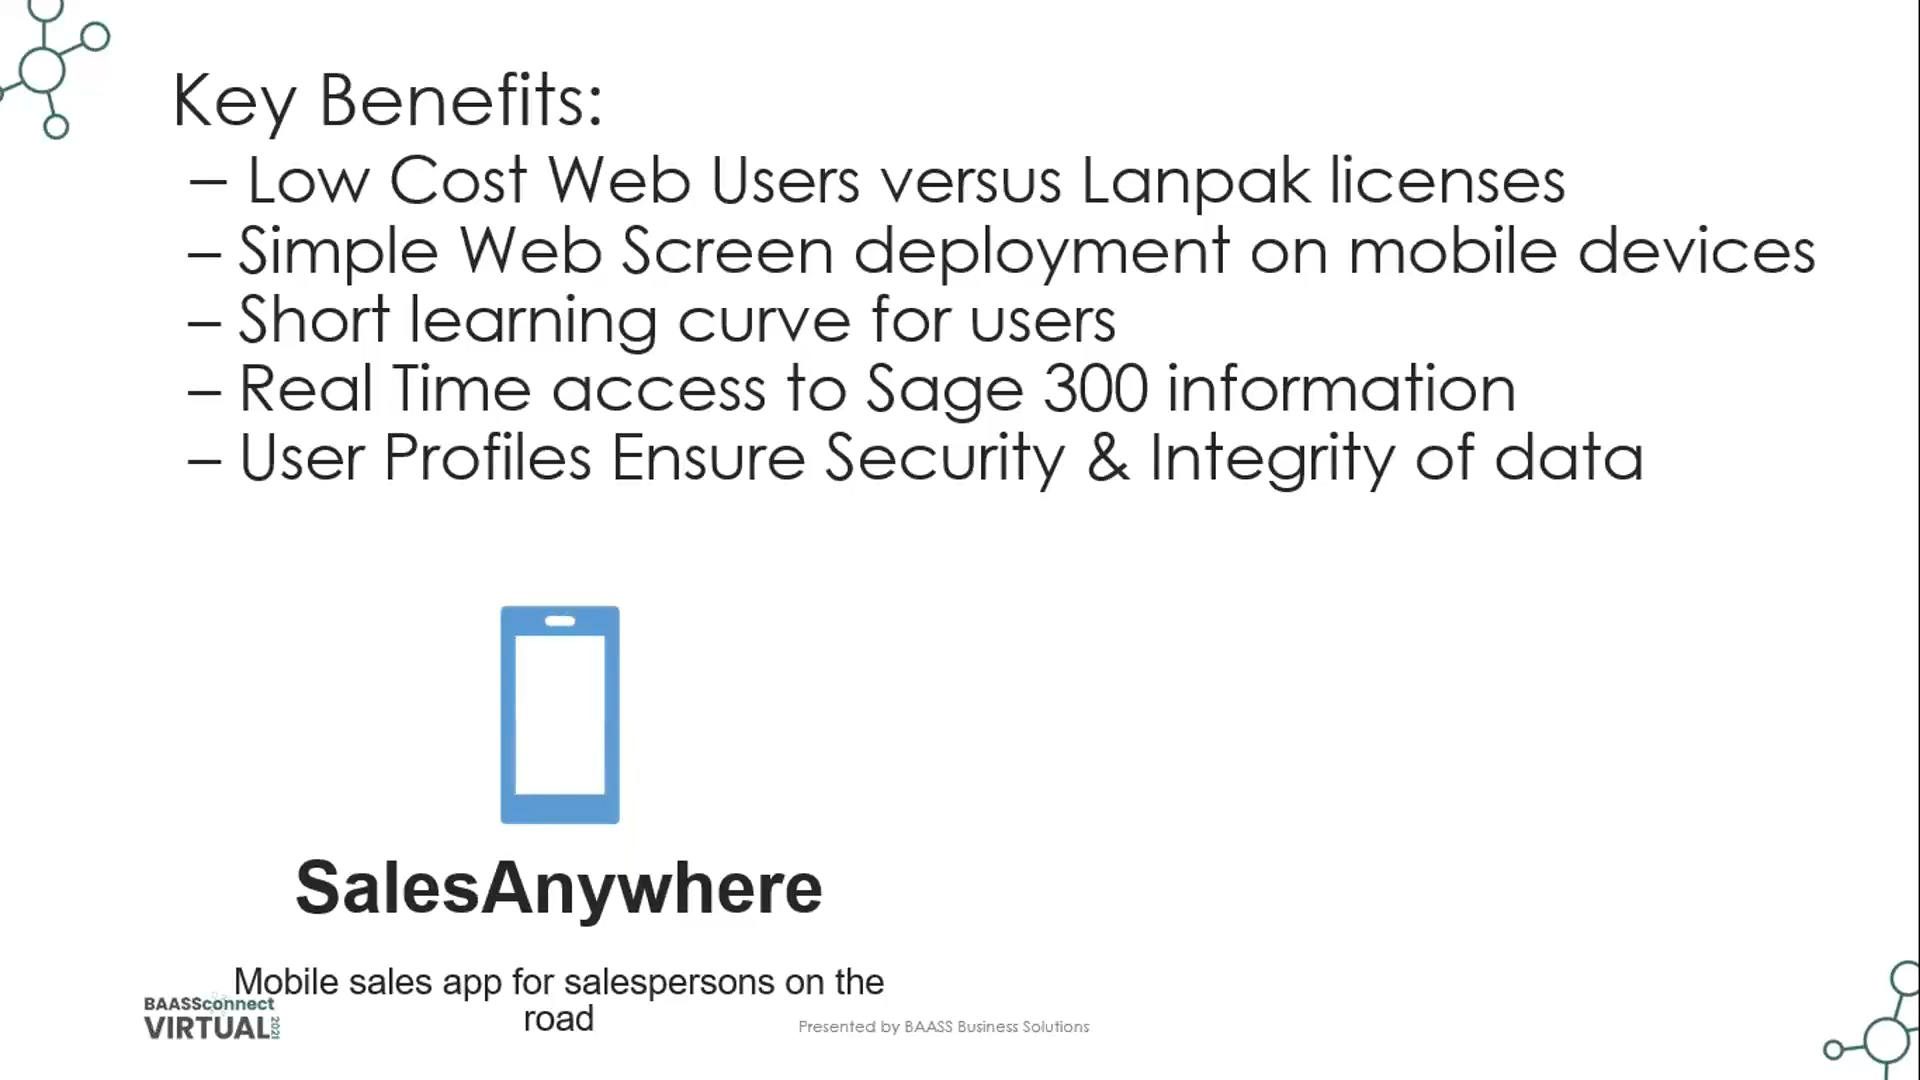 Key Benefits:
– Low Cost Web Users versus Lanpak licenses
– Simple Web Screen deployment on mobile devices
– Short learning curve for users
– Real Time access to Sage 300 information
– User Profiles Ensure Security & Integrity of data
SalesAnywhere
Mobile sales app for salespersons on the
road
BAASSconnect
VIRTUAL 2021
Presented by BAASS Business Solutions